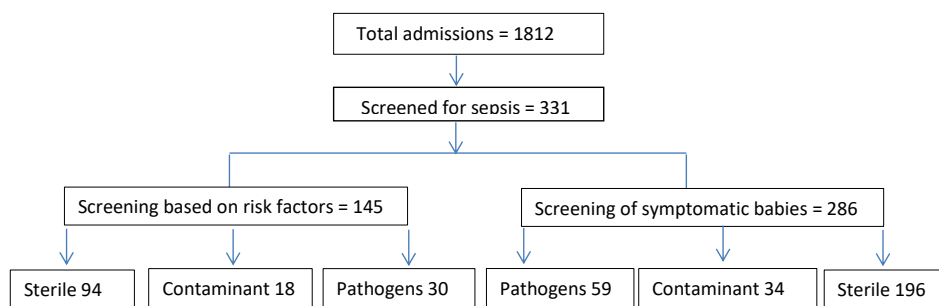 Total admissions = 1812
Screened for sepsis = 331
Screening based on risk factors = 145
Screening of symptomatic babies = 286
Sterile 94
Contaminant 18
Pathogens 30
Pathogens 59
Contaminant 34
Sterile 196